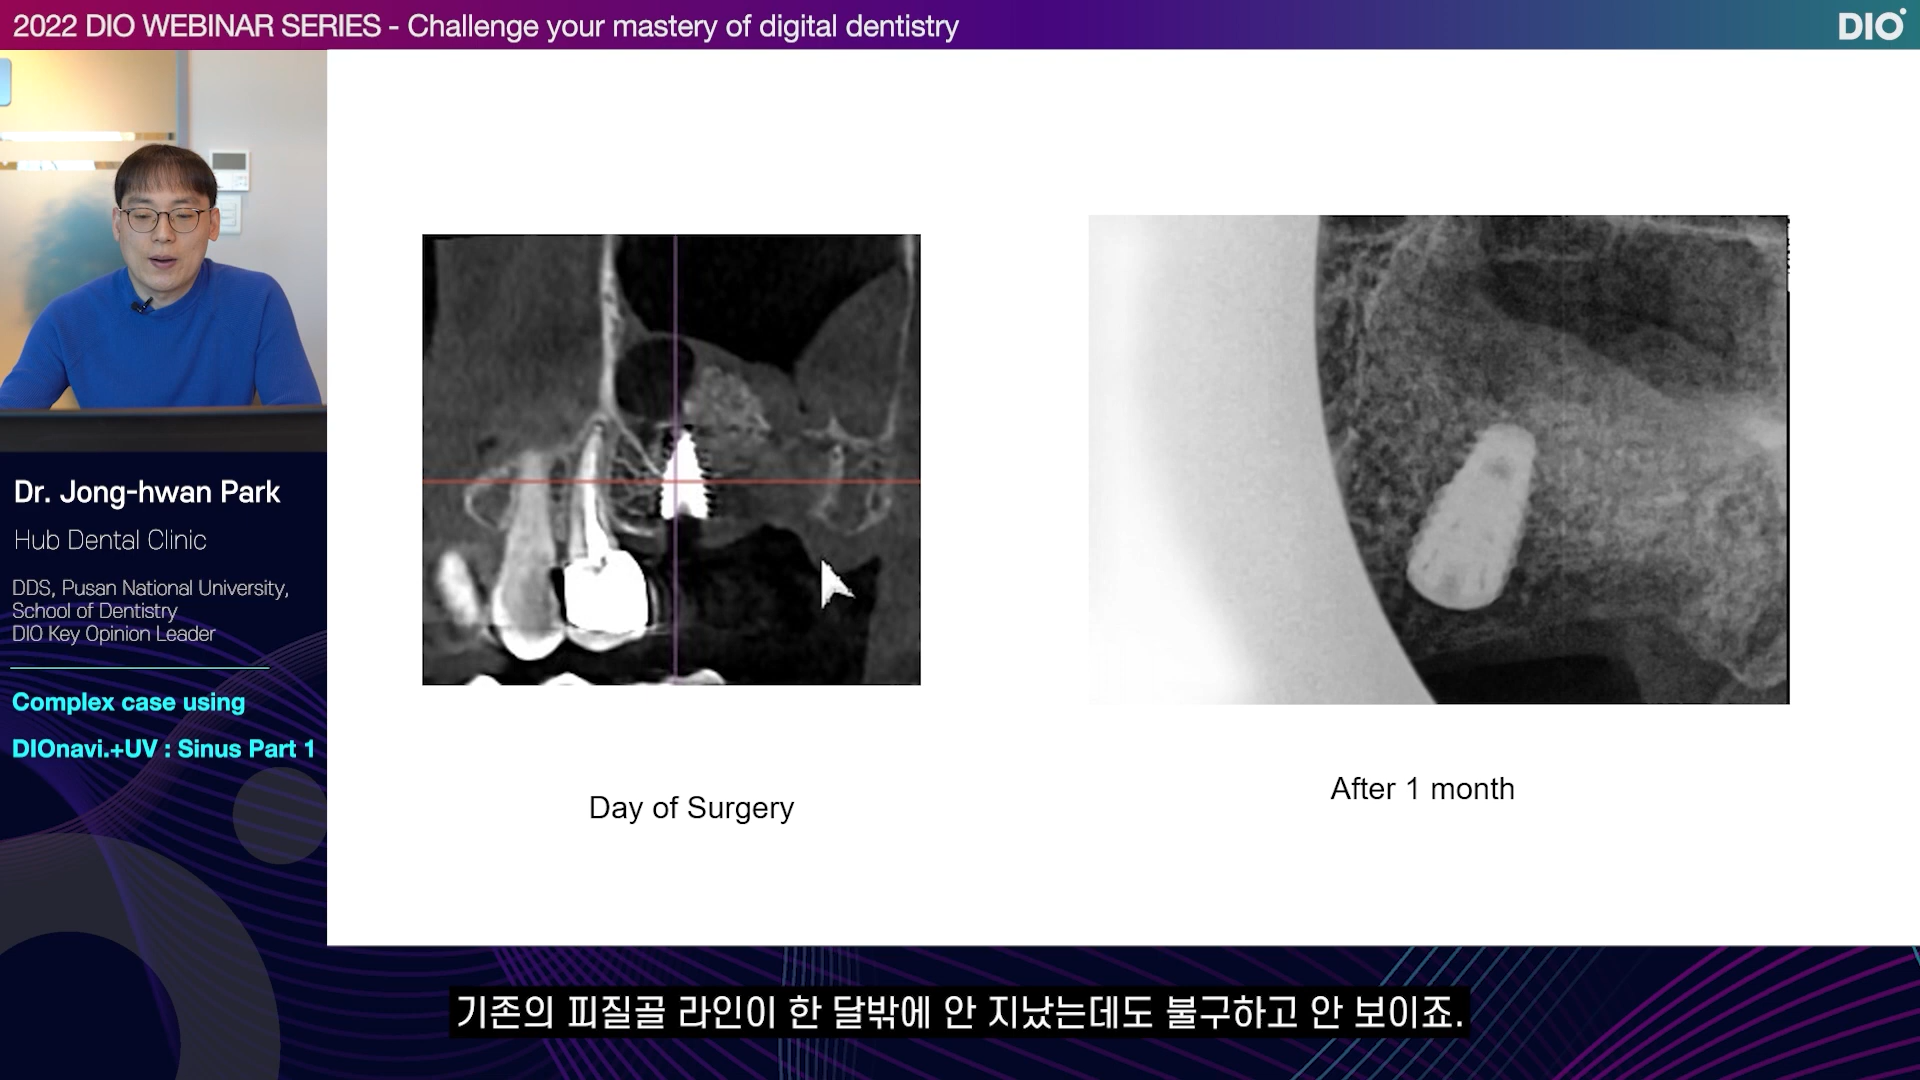 2022 DIO WEBINAR SERIES - Challenge your mastery of digital dentistry
DIO
Dr. Jong-hwan Park
Hub Dental Clinic
DDS, Pusan National University,
School of Dentistry
DIO Key Opinion Leader
Complex case using
DIOnavi.+UV : Sinus Part 1
Day of Surgery
After 1 month
기존의 피질골 라인이 한 달밖에 안 지났는데도 불구하고 안 보이죠.